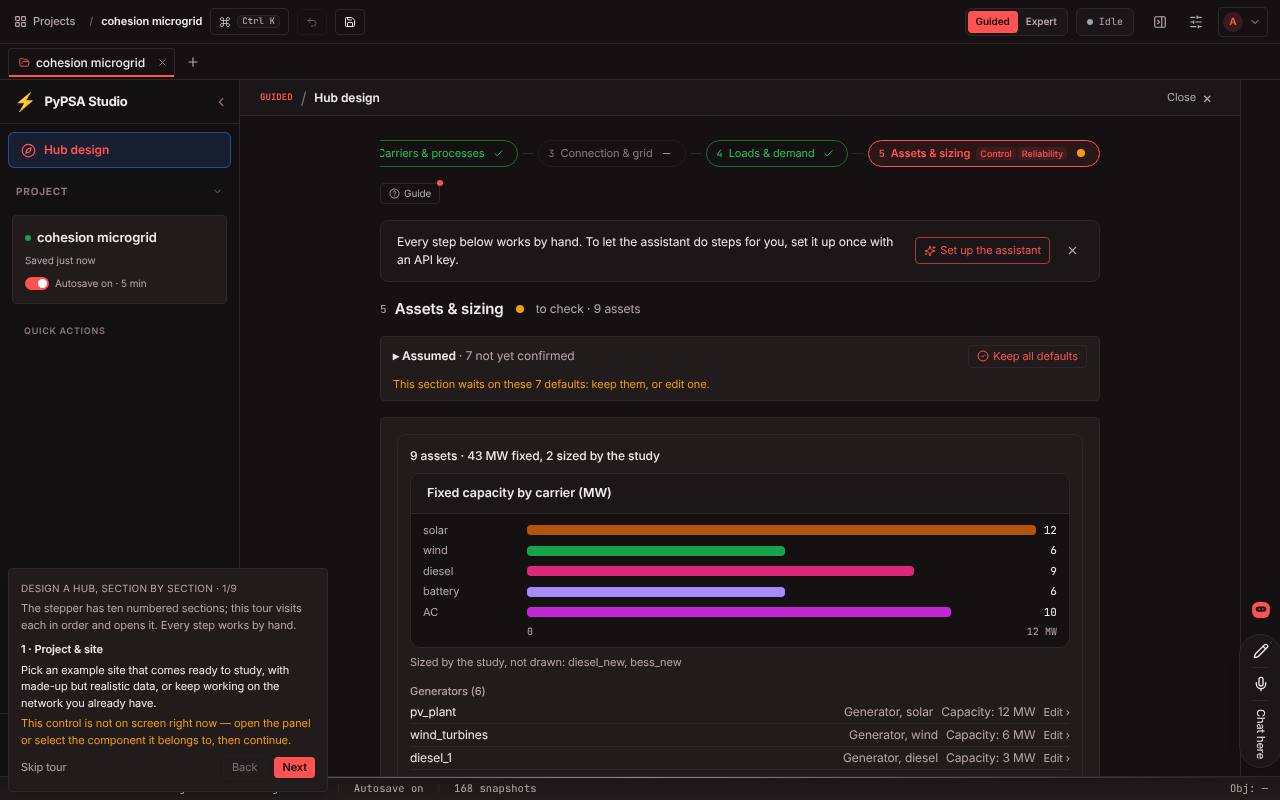 Projects / cohesion microgrid ⌘ Ctrl K
Guided Expert Idle A
cohesion microgrid
PyPSA Studio
GUIDED / Hub design
Close
Hub design
Carriers & processes
3 Connection & grid
4 Loads & demand
5 Assets & sizing Control Reliability
PROJECT
Guide
cohesion microgrid
Saved just now
Autosave on · 5 min
QUICK ACTIONS
Every step below works by hand. To let the assistant do steps for you, set it up once with
an API key.
Set up the assistant
5 Assets & sizing to check · 9 assets
▸ Assumed · 7 not yet confirmed
Keep all defaults
This section waits on these 7 defaults: keep them, or edit one.
9 assets · 43 MW fixed, 2 sized by the study
Fixed capacity by carrier (MW)
solar 12
wind 6
diesel 9
battery 6
AC 10
0 12 MW
Sized by the study, not drawn: diesel_new, bess_new
Generators (6)
pv_plant Generator, solar Capacity: 12 MW Edit ›
wind_turbines Generator, wind Capacity: 6 MW Edit ›
diesel_1 Generator, diesel Capacity: 3 MW Edit ›
DESIGN A HUB, SECTION BY SECTION · 1/9
The stepper has ten numbered sections; this tour visits
each in order and opens it. Every step works by hand.
1 · Project & site
Pick an example site that comes ready to study, with
made-up but realistic data, or keep working on the
network you already have.
This control is not on screen right now — open the panel
or select the component it belongs to, then continue.
Skip tour Back Next
Chat here
Autosave on 168 snapshots Obj: —